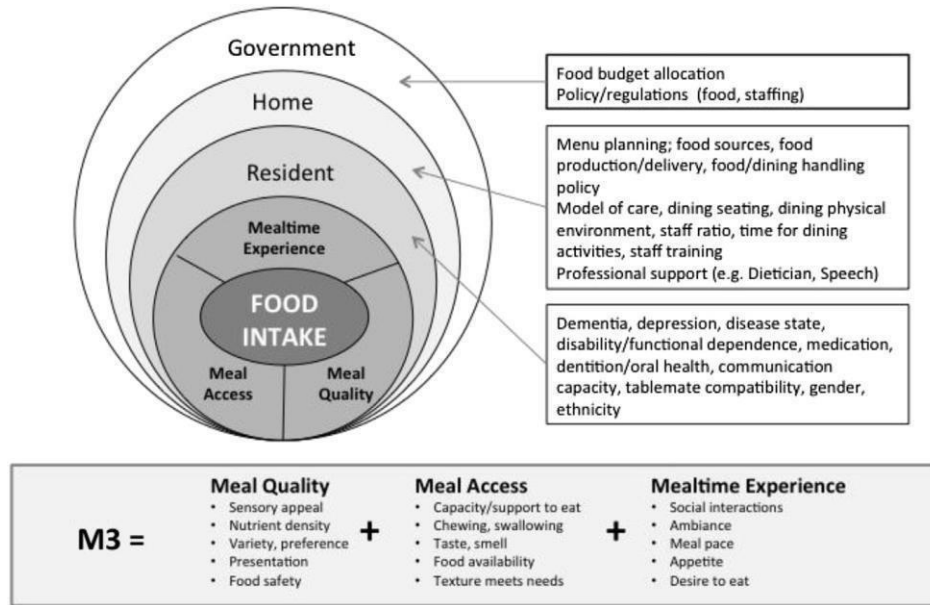 Government
Home
Resident
Mealtime
Experience
FOOD
INTAKE
Meal
Access
Meal
Quality
Food budget allocation
Policy/regulations (food, staffing)
Menu planning; food sources, food
production/delivery, food/dining handling
policy
Model of care, dining seating, dining physical
environment, staff ratio, time for dining
activities, staff training
Professional support (e.g. Dietician, Speech)
Dementia, depression, disease state,
disability/functional dependence, medication,
dentition/oral health, communication
capacity, tablemate compatibility, gender,
ethnicity
M3 =
Meal Quality
• Sensory appeal
• Nutrient density
• Variety, preference
• Presentation
• Food safety
+
Meal Access
• Capacity/support to eat
• Chewing, swallowing
• Taste, smell
• Food availability
• Texture meets needs
+
Mealtime Experience
• Social interactions
• Ambiance
• Meal pace
• Appetite
• Desire to eat